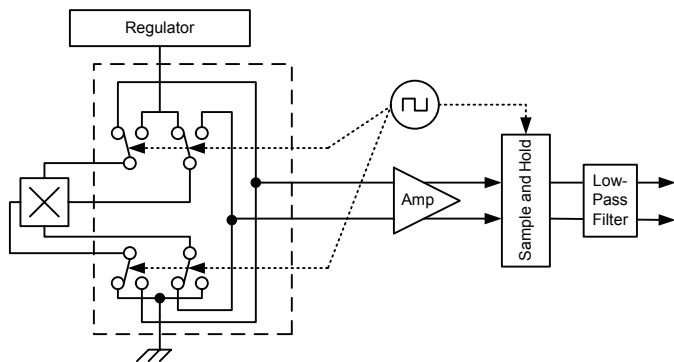 Regulator
Amp
Sample and Hold
Low-
Pass
Filter